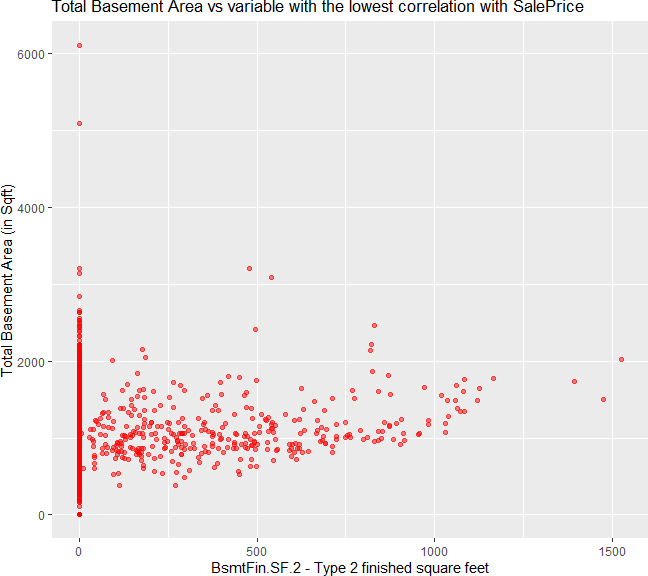 Total Basement Area vs variable with the lowest correlation with SalePrice
6000
4000
2000
0
Total Basement Area (in Sqft)
0 500 1000 1500
BsmtFin.SF.2 - Type 2 finished square feet